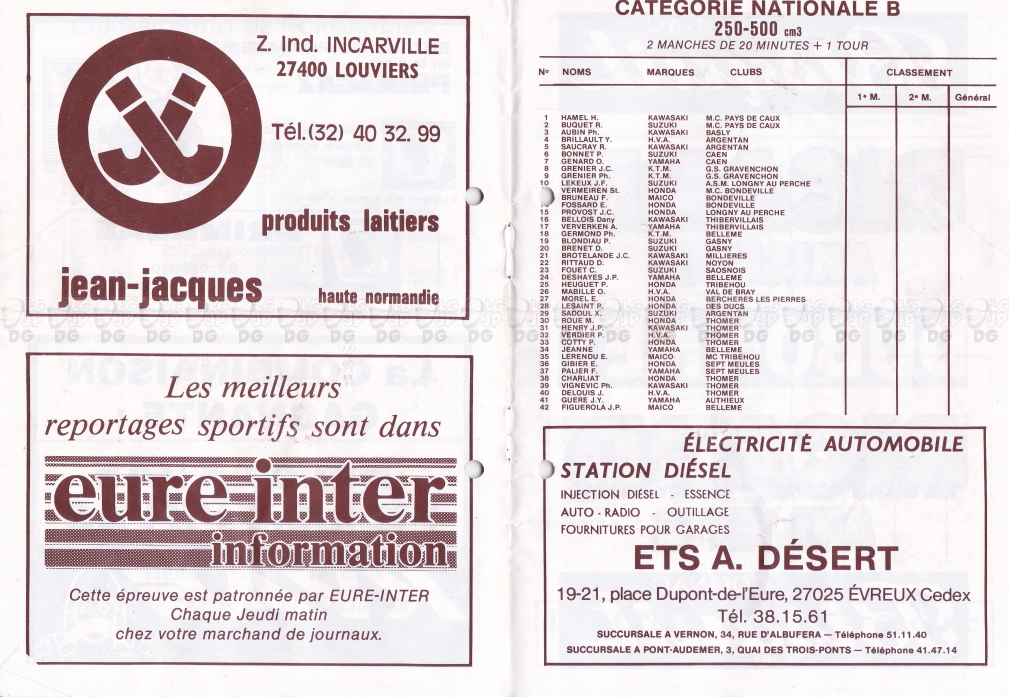 Z. Ind. INCARVILLE
27400 LOUVIERS
Tél.(32) 40 32. 99
produits laitiers
jean-jacques
haute normandie
Les meilleurs
reportages sportifs sont dans
eure inter
information
Cette épreuve est patronnée par EURE-INTER
Chaque Jeudi matin
chez votre marchand de journaux.
CATÉGORIE NATIONALE B
250-500 cm3
2 MANCHES DE 20 MINUTES + 1 TOUR
N° NOMS MARQUES CLUBS CLASSEMENT
1e M. 2e M. Général
1 HAMEL H. KAWASAKI M.C. PAYS DE CAUX
2 BUQUET R. SUZUKI M.C. PAYS DE CAUX
3 AUBIN Ph. KAWASAKI BASLY
4 BRILLAULT Y. H.V.A. ARGENTAN
5 SAUCRAY R. KAWASAKI ARGENTAN
6 BONNET P. SUZUKI CAEN
7 GENARD O. YAMAHA CAEN
8 GRENIER J.C. K.T.M. G.S. GRAVENCHON
9 GRENIER Ph. K.T.M. G.S. GRAVENCHON
10 LEKEUX J.F. SUZUKI A.S.M. LONGNY AU PERCHE
VERMEIREN St. HONDA M.C. BONDEVILLE
BRUNEAU F. MAICO BONDEVILLE
FOSSARD E. HONDA BONDEVILLE
15 PROVOST J.C. HONDA LONGNY AU PERCHE
16 BELLOIS Dany KAWASAKI THIBERVILLAIS
17 VERVERKEN A. YAMAHA THIBERVILLAIS
18 GERMOND Ph. K.T.M. BELLEME
19 BLONDIAU P. SUZUKI GASNY
20 BRENET D. SUZUKI GASNY
21 BROTELANDE J.C. KAWASAKI MILLIERES
22 RITTAUD D. KAWASAKI NOYON
23 FOUET C. SUZUKI SAOSNOIS
24 DESHAYES J.P. YAMAHA BELLEME
25 HEUGUET P. HONDA TRIBEHOU
26 MABILLE O. H.V.A. VAL DE BRAY
27 MOREL E. HONDA BERCHERES LES PIERRES
28 LESAINT P. HONDA DES DUCS
29 SADOUL X. SUZUKI ARGENTAN
30 ROUE M. HONDA THOMER
31 HENRY J.P. KAWASAKI THOMER
32 VERDIER P. H.V.A. THOMER
33 COTTY P. HONDA THOMER
34 JEANNE YAMAHA BELLEME
35 LERENDU E. MAICO MC TRIBEHOU
36 GIBIER E. HONDA SEPT MEULES
37 PALIER F. YAMAHA SEPT MEULES
38 CHARLIAT HONDA THOMER
39 VIGNEVIC Ph. KAWASAKI THOMER
40 DELOUIS J. H.V.A. THOMER
41 GUERE J.Y. YAMAHA AUTHIEUX
42 FIGUEROLA J.P. MAICO BELLEME
ÉLECTRICITÉ AUTOMOBILE
STATION DIÉSEL
INJECTION DIÉSEL - ESSENCE
AUTO-RADIO - OUTILLAGE
FOURNITURES POUR GARAGES
ETS A. DÉSERT
19-21, place Dupont-de-l'Eure, 27025 ÉVREUX Cedex
Tél. 38.15.61
SUCCURSALE A VERNON, 34, RUE D'ALBUFERA — Téléphone 51.11.40
SUCCURSALE A PONT-AUDEMER, 3, QUAI DES TROIS-PONTS — Téléphone 41.47.14